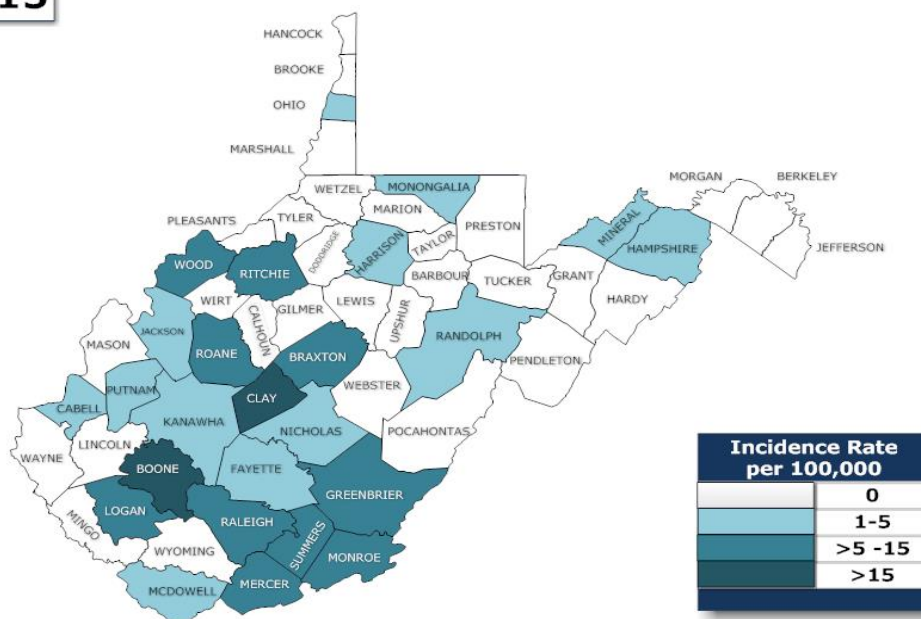 HANCOCK
BROOKE
OHIO
MARSHALL
WETZEL
MONONGALIA
MORGAN
BERKELEY
MARION
PLEASANTS
TYLER
PRESTON
MINERAL
HAMPSHIRE
JEFFERSON
DODDRIDGE
HARRISON
TAYLOR
WOOD
RITCHIE
BARBOUR
TUCKER
GRANT
WIRT
GILMER
LEWIS
HARDY
CALHOUN
UPSHUR
JACKSON
RANDOLPH
MASON
ROANE
BRAXTON
PENDLETON
WEBSTER
PUTNAM
CLAY
CABELL
KANAWHA
NICHOLAS
POCAHONTAS
LINCOLN
WAYNE
BOONE
FAYETTE
GREENBRIER
LOGAN
RALEIGH
MINGO
SUMMERS
WYOMING
MONROE
MERCER
MCDOWELL
Incidence Rate
per 100,000
0
1-5
>5 -15
>15